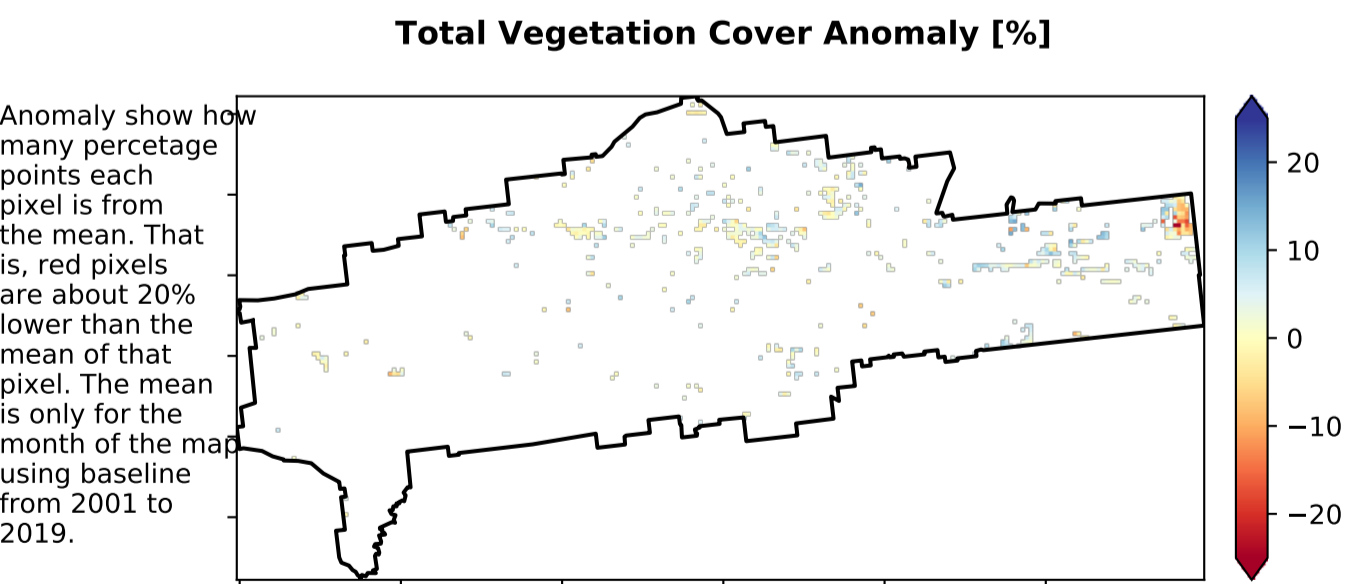 Total Vegetation Cover Anomaly [%]
Anomaly show how
many percetage
points each
pixel is from
the mean. That
is, red pixels
are about 20%
lower than the
mean of that
pixel. The mean
is only for the
month of the map
using baseline
from 2001 to
2019.
20
10
0
−10
−20